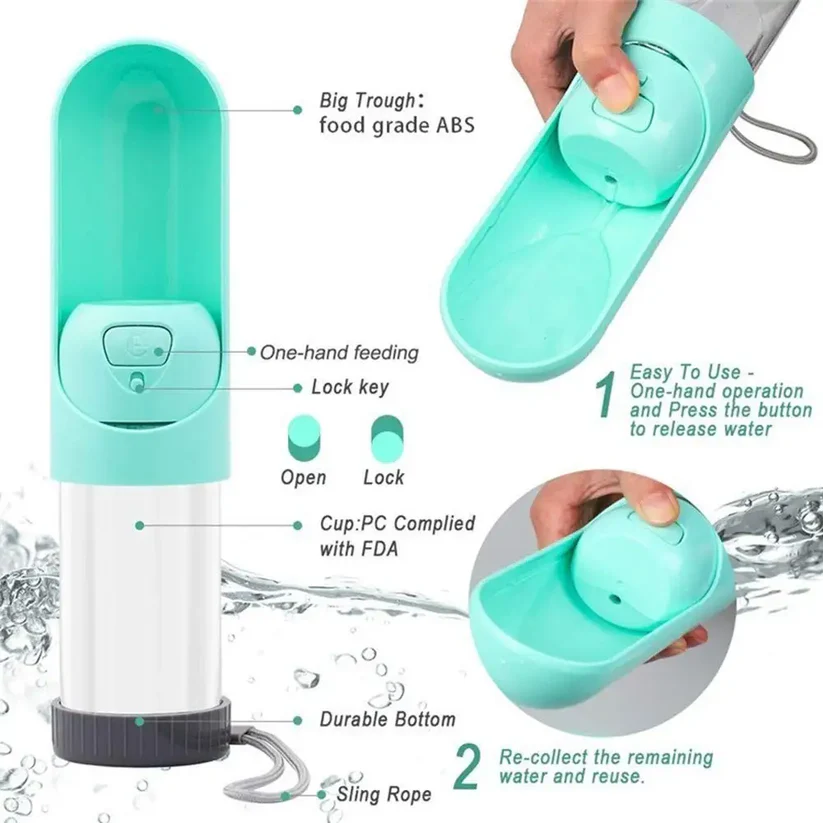 Big Trough:
food grade ABS
One-hand feeding
Lock key
Open
Lock
Cup:PC Complied
with FDA
Durable Bottom
Sling Rope
1
Easy To Use -
One-hand operation
and Press the button
to release water
2
Re-collect the remaining
water and reuse.